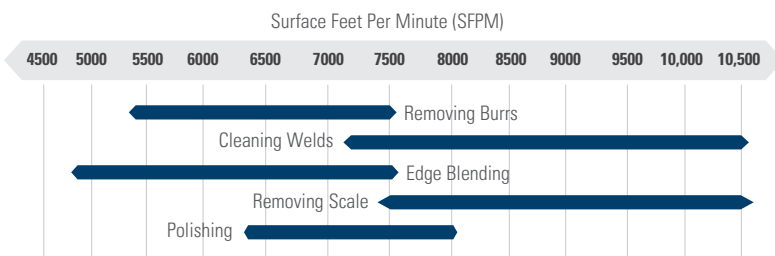 Surface Feet Per Minute (SFPM)
4500 5000 5500 6000 6500 7000 7500 8000 8500 9000 9500 10,000 10,500
Removing Burrs
Cleaning Welds
Edge Blending
Removing Scale
Polishing